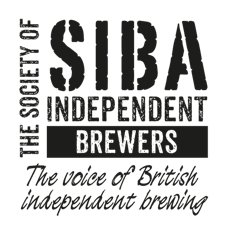 THE SOCIETY OF
SIBA
INDEPENDENT
BREWERS
The voice of British
independent brewing